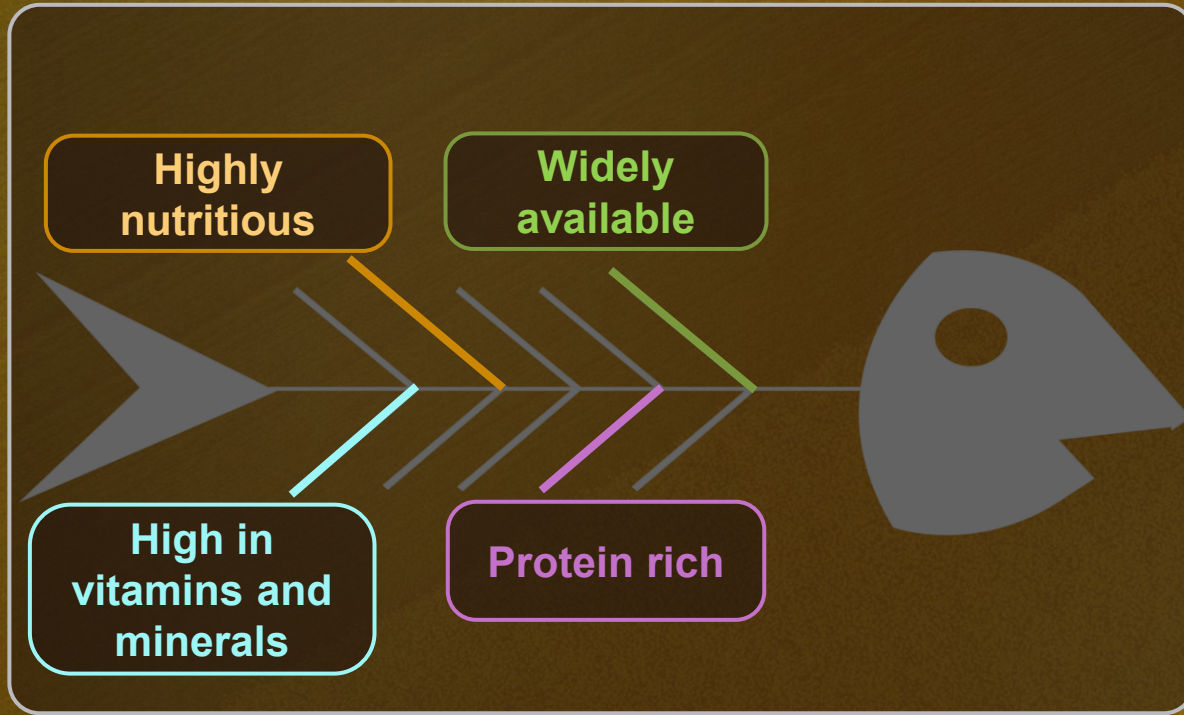 Highly
nutritious
Widely
available
High in
vitamins and
minerals
Protein rich